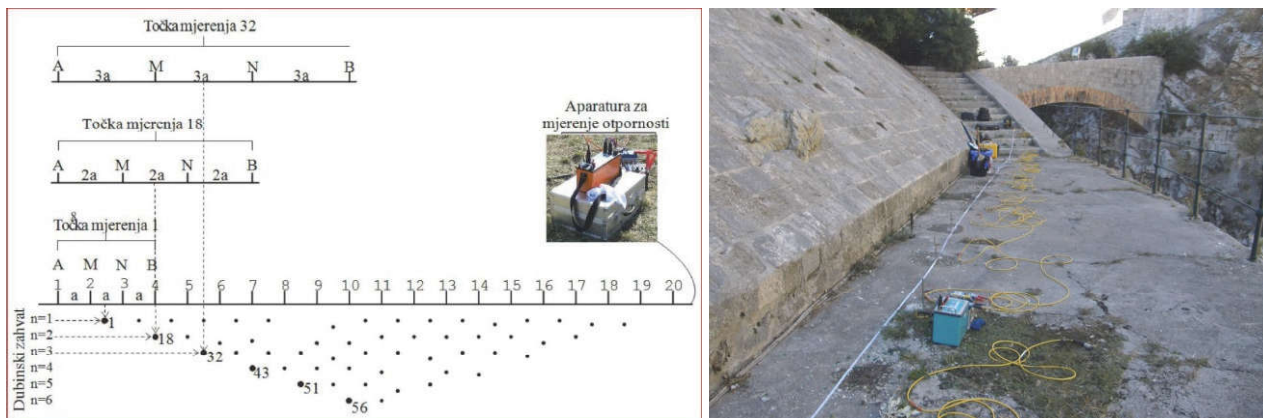 Točka mjerenja 32
A M N B
3a 3a 3a
Točka mjerenja 18
A M N B
2a 2a 2a
Aparatura za
mjerenje otpornosti
Točka mjerenja 1
8
A M N B
1 2 3 4 5 6 7 8 9 10 11 12 13 14 15 16 17 18 19 20
a a a
Dubinski zahvat
n=1 1
n=2 18
n=3 32
n=4 43
n=5 51
n=6 56